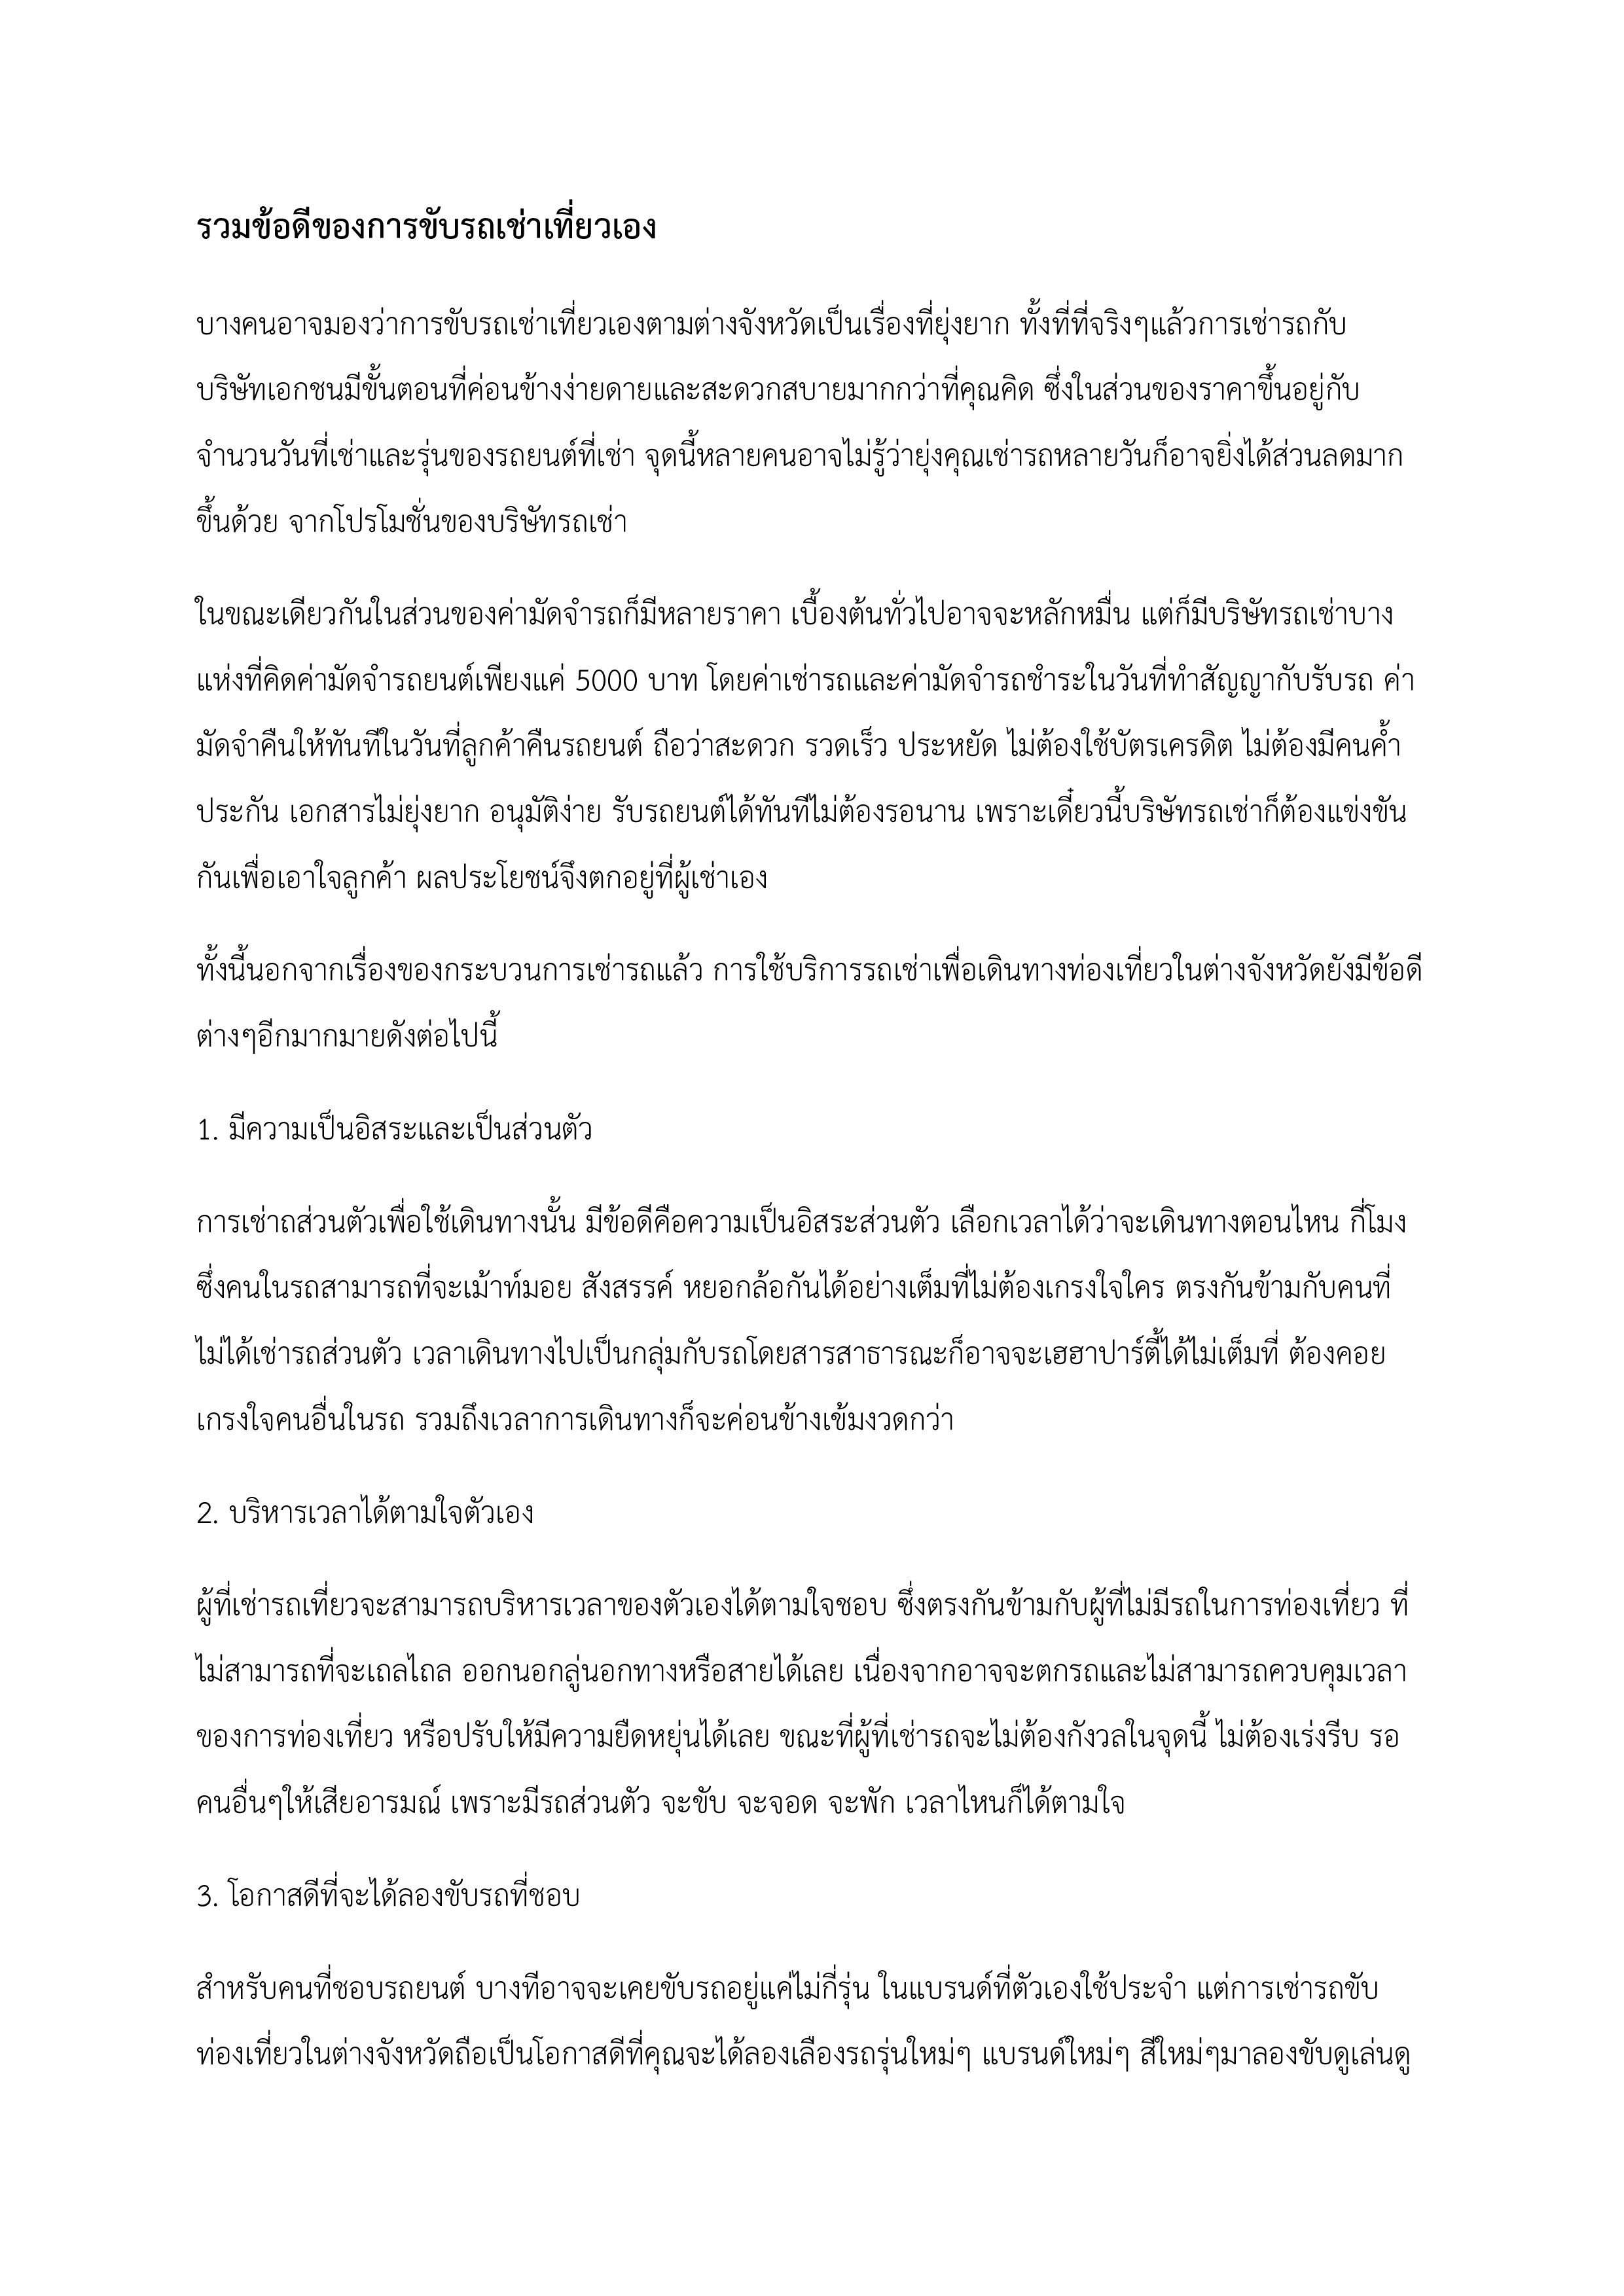 รวมข้อดีของการขับรถเช่าเที่ยวเอง
บางคนอาจมองว่าการขับรถเช่าเที่ยวเองตามต่างจังหวัดเป็นเรื่องที่ยุ่งยาก ทั้งที่ที่จริงๆแล้วการเช่ารถกับ
บริษัทเอกชนมีขั้นตอนที่ค่อนข้างง่ายดายและสะดวกสบายมากกว่าที่คุณคิด ซึ่งในส่วนของราคาขึ้นอยู่กับ
จำนวนวันที่เช่าและรุ่นของรถยนต์ที่เช่า จุดนี้หลายคนอาจไม่รู้ว่ายุ่งคุณเช่ารถหลายวันก็อาจยิ่งได้ส่วนลดมาก
ขึ้นด้วย จากโปรโมชั่นของบริษัทรถเช่า
ในขณะเดียวกันในส่วนของค่ามัดจำรถก็มีหลายราคา เบื้องต้นทั่วไปอาจจะหลักหมื่น แต่ก็มีบริษัทรถเช่าบาง
แห่งที่คิดค่ามัดจำรถยนต์เพียงแค่ 5000 บาท โดยค่าเช่ารถและค่ามัดจำรถชำระในวันที่ทำสัญญากับรับรถ ค่า
มัดจำคืนให้ทันทีในวันที่ลูกค้าคืนรถยนต์ ถือว่าสะดวก รวดเร็ว ประหยัด ไม่ต้องใช้บัตรเครดิต ไม่ต้องมีคนค้ำ
ประกัน เอกสารไม่ยุ่งยาก อนุมัติง่าย รับรถยนต์ได้ทันทีไม่ต้องรอนาน เพราะเดี๋ยวนี้บริษัทรถเช่าก็ต้องแข่งขัน
กันเพื่อเอาใจลูกค้า ผลประโยชน์จึงตกอยู่ที่ผู้เช่าเอง
ทั้งนี้นอกจากเรื่องของกระบวนการเช่ารถแล้ว การใช้บริการรถเช่าเพื่อเดินทางท่องเที่ยวในต่างจังหวัดยังมีข้อดี
ต่างๆอีกมากมายดังต่อไปนี้
1. มีความเป็นอิสระและเป็นส่วนตัว
การเช่าถส่วนตัวเพื่อใช้เดินทางนั้น มีข้อดีคือความเป็นอิสระส่วนตัว เลือกเวลาได้ว่าจะเดินทางตอนไหน กี่โมง
ซึ่งคนในรถสามารถที่จะเม้าท์มอย สังสรรค์ หยอกล้อกันได้อย่างเต็มที่ไม่ต้องเกรงใจใคร ตรงกันข้ามกับคนที่
ไม่ได้เช่ารถส่วนตัว เวลาเดินทางไปเป็นกลุ่มกับรถโดยสารสาธารณะก็อาจจะเฮฮาปาร์ตี้ได้ไม่เต็มที่ ต้องคอย
เกรงใจคนอื่นในรถ รวมถึงเวลาการเดินทางก็จะค่อนข้างเข้มงวดกว่า
2. บริหารเวลาได้ตามใจตัวเอง
ผู้ที่เช่ารถเที่ยวจะสามารถบริหารเวลาของตัวเองได้ตามใจชอบ ซึ่งตรงกันข้ามกับผู้ที่ไม่มีรถในการท่องเที่ยว ที่
ไม่สามารถที่จะเถลไถล ออกนอกลู่นอกทางหรือสายได้เลย เนื่องจากอาจจะตกรถและไม่สามารถควบคุมเวลา
ของการท่องเที่ยว หรือปรับให้มีความยืดหยุ่นได้เลย ขณะที่ผู้ที่เช่ารถจะไม่ต้องกังวลในจุดนี้ ไม่ต้องเร่งรีบ รอ
คนอื่นๆให้เสียอารมณ์ เพราะมีรถส่วนตัว จะขับ จะจอด จะพัก เวลาไหนก็ได้ตามใจ
3. โอกาสดีที่จะได้ลองขับรถที่ชอบ
สำหรับคนที่ชอบรถยนต์ บางทีอาจจะเคยขับรถอยู่แค่ไม่กี่รุ่น ในแบรนด์ที่ตัวเองใช้ประจำ แต่การเช่ารถขับ
ท่องเที่ยวในต่างจังหวัดถือเป็นโอกาสดีที่คุณจะได้ลองเลืองรถรุ่นใหม่ๆ แบรนด์ใหม่ๆ สีใหม่ๆมาลองขับดูเล่นดู